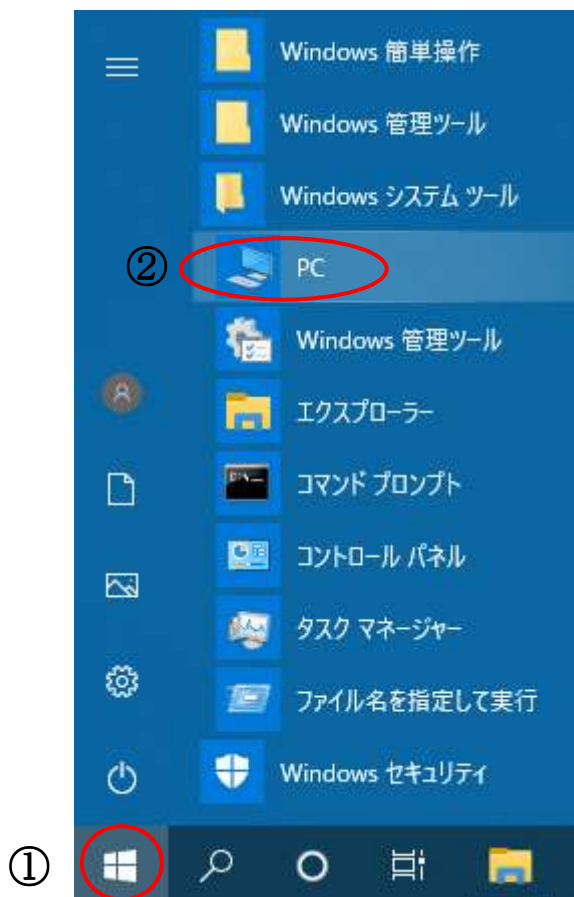 Windows 簡単操作
Windows 管理ツール
Windows システム ツール
② PC
Windows 管理ツール
エクスプローラー
コマンド プロンプト
コントロール パネル
タスク マネージャー
ファイル名を指定して実行
Windows セキュリティ
①